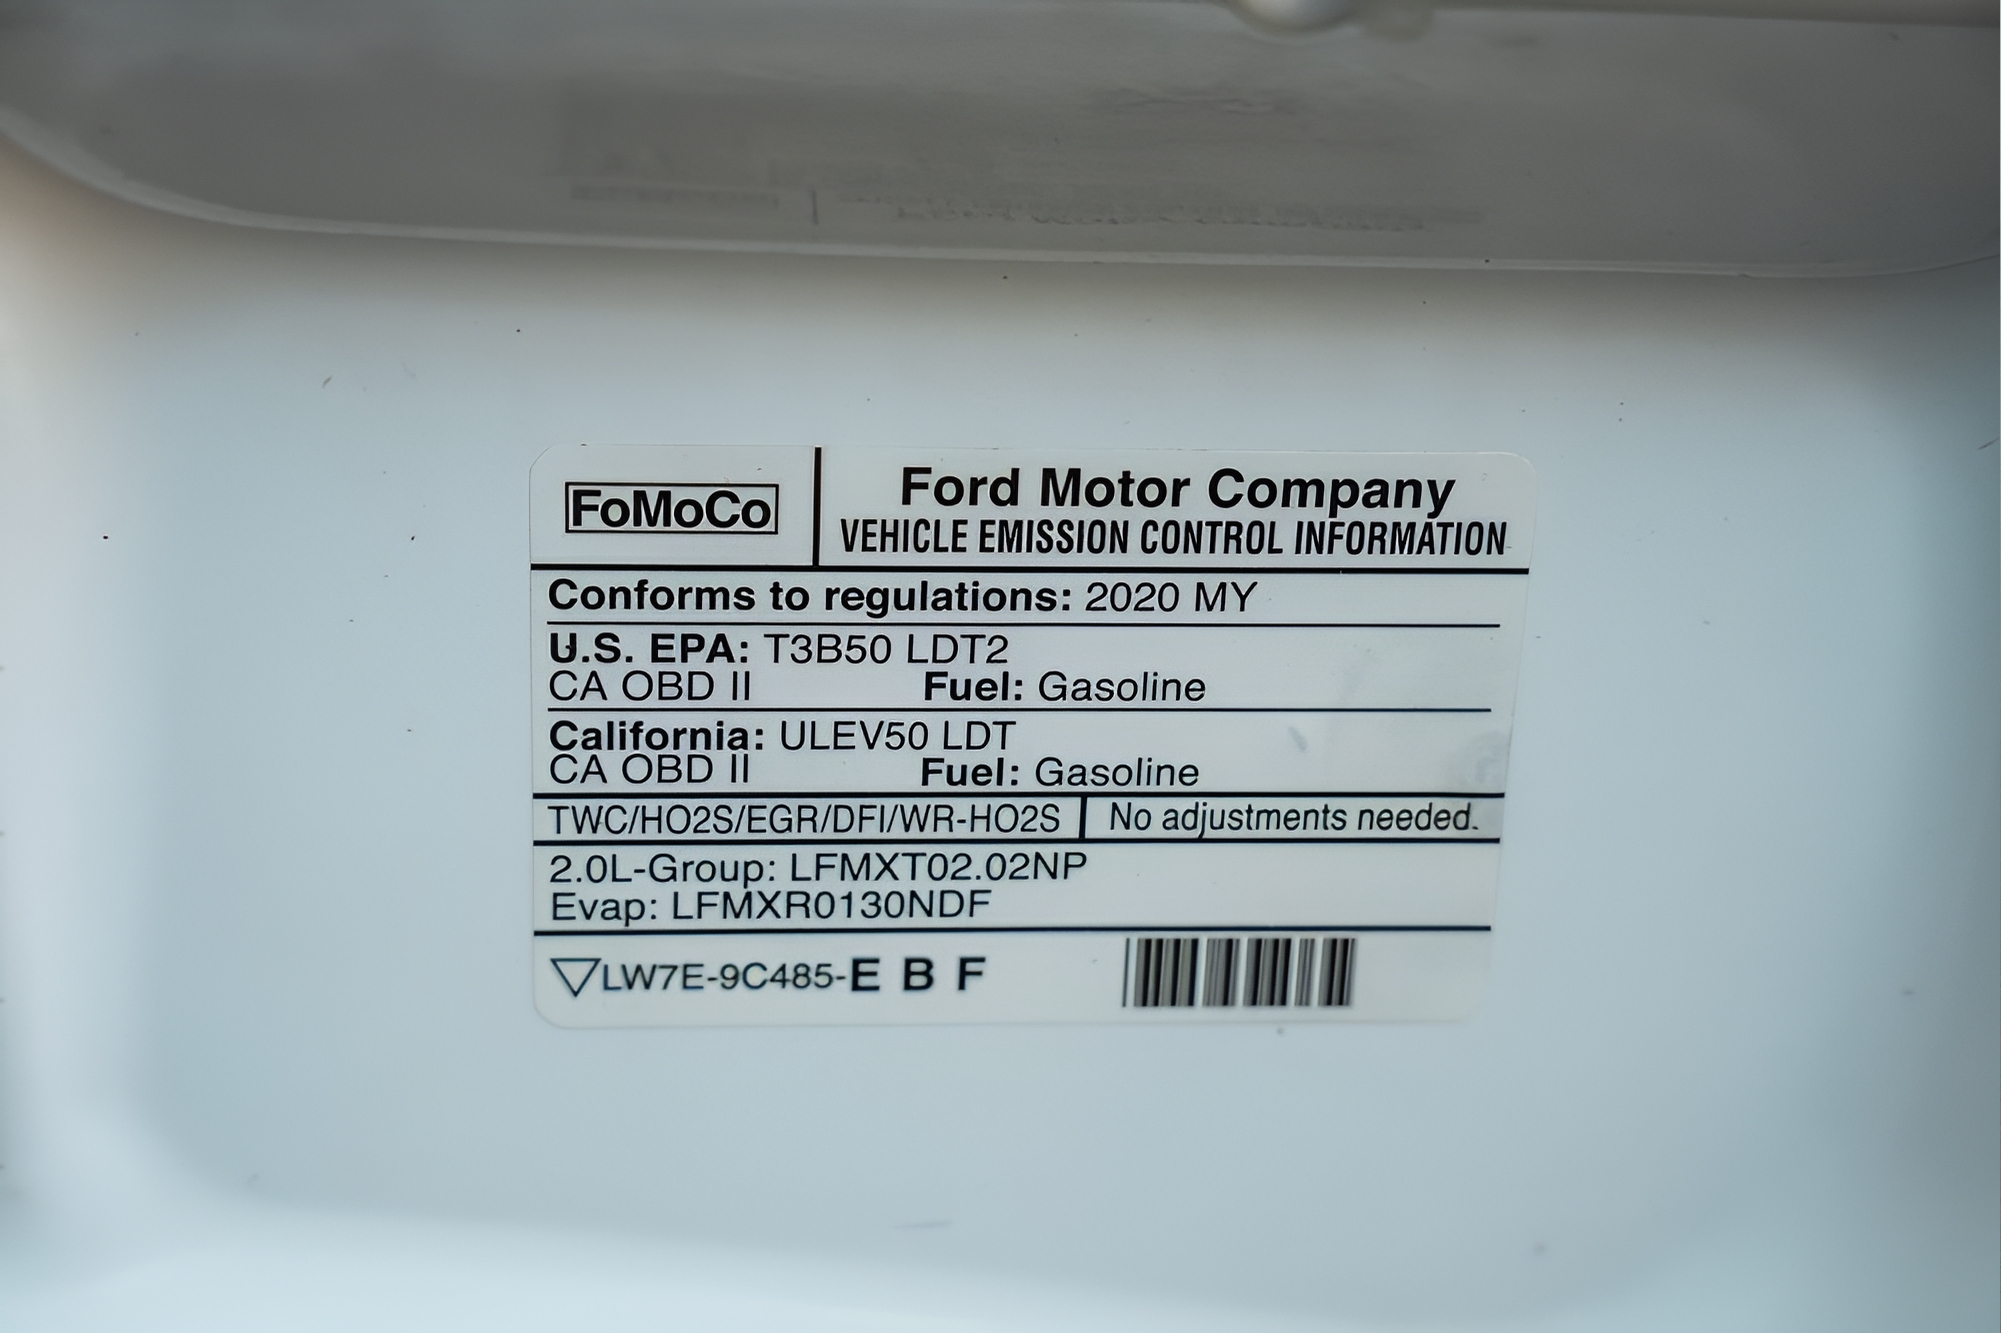 FoMoCo
Ford Motor Company
VEHICLE EMISSION CONTROL INFORMATION
Conforms to regulations: 2020 MY
U.S. EPA: T3B50 LDT2
CA OBD II Fuel: Gasoline
California: ULEV50 LDT
CA OBD II Fuel: Gasoline
TWC/HO2S/EGR/DFI/WR-HO2S No adjustments needed.
2.0L-Group: LFMXT02.02NP
Evap: LFMXR0130NDF
LW7E-9C485-E B F